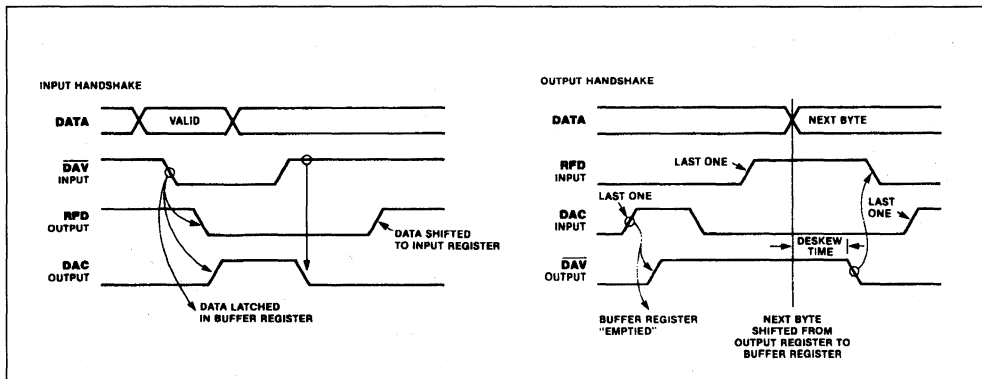 INPUT HANDSHAKE
DATA
VALID
DAV
INPUT
RFD
OUTPUT
DATA SHIFTED
TO INPUT REGISTER
DAC
OUTPUT
DATA LATCHED
IN BUFFER REGISTER
OUTPUT HANDSHAKE
DATA
NEXT BYTE
LAST ONE
RFD
INPUT
LAST ONE
LAST
ONE
DAC
INPUT
DESKEW
TIME
DAV
OUTPUT
BUFFER REGISTER
"EMPTIED"
NEXT BYTE
SHIFTED FROM
OUTPUT REGISTER TO
BUFFER REGISTER